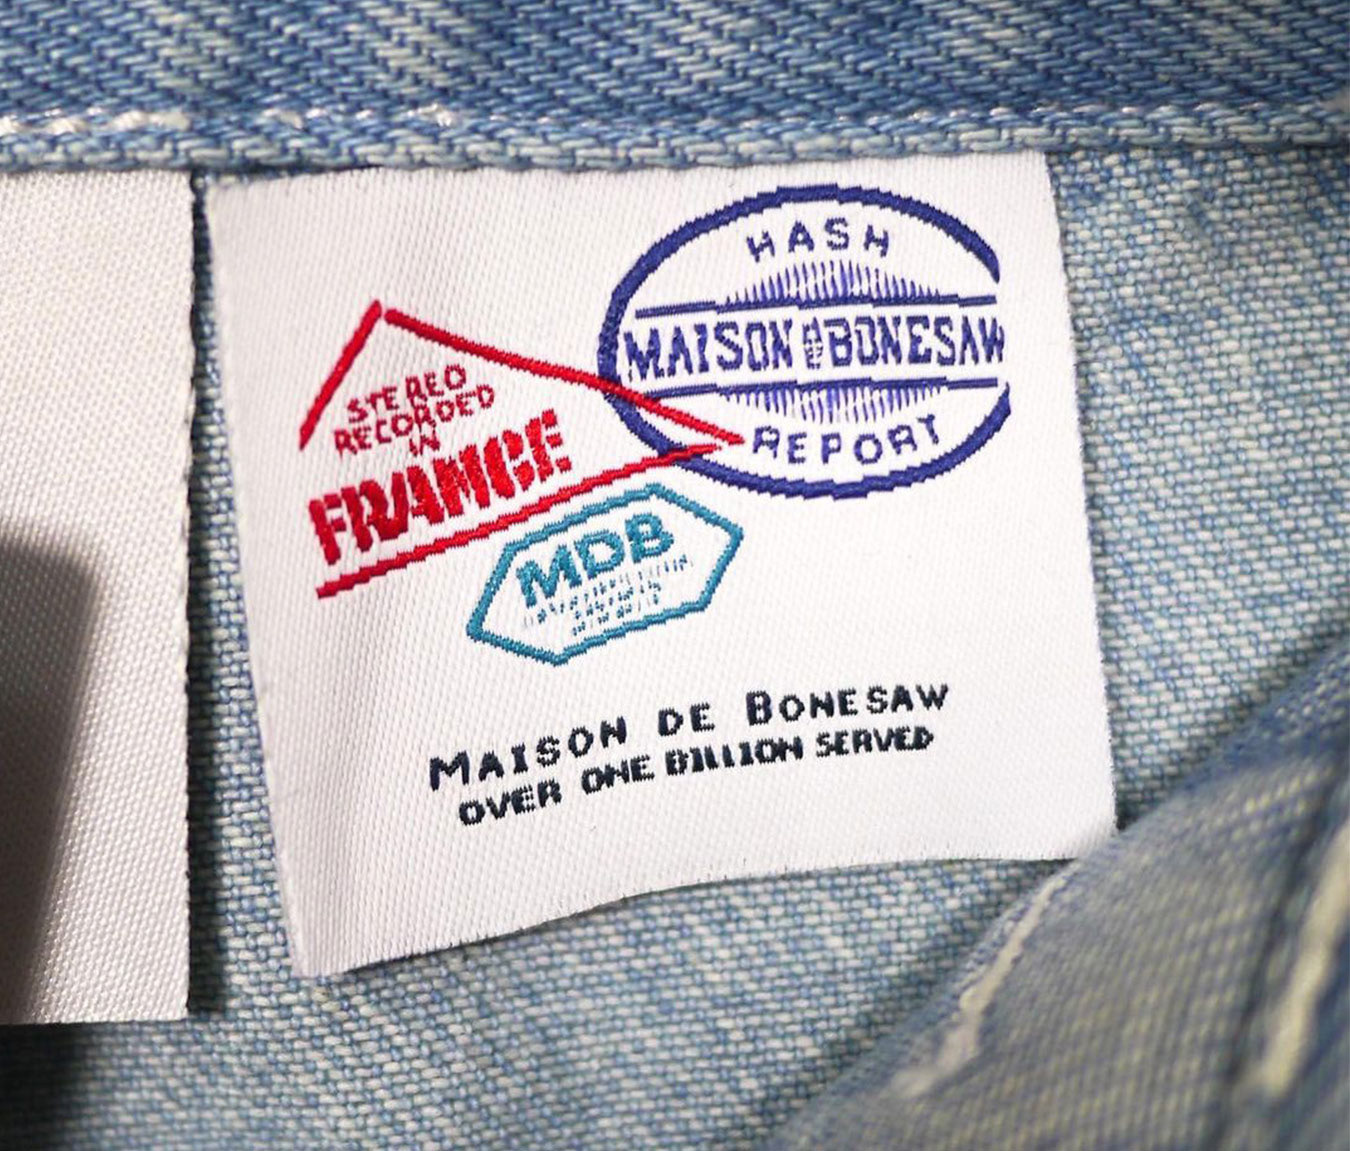 HASH
MAISON DE BONESAW
REPORT
STEREO
RECORDED
IN
FRANCE
MDB
MAISON DE BONESAW
OVER ONE BILLION SERVED